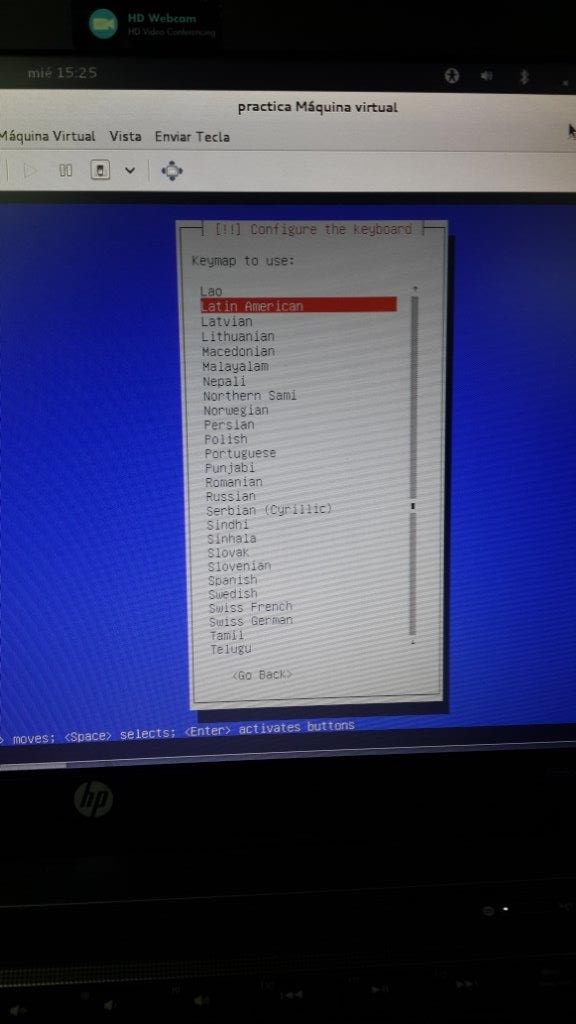 HD Webcam
HD Video Conferencing
mié 15:25
practica Máquina virtual
Máquina Virtual Vista Enviar Tecla
[!!] Configure the keyboard
Keymap to use:
Lao
Latin American
Latvian
Lithuanian
Macedonian
Malayalam
Nepali
Northern Sami
Norwegian
Persian
Polish
Portuguese
Punjabi
Romanian
Russian
Serbian (Cyrillic)
Sindhi
Sinhala
Slovak
Slovenian
Spanish
Swedish
Swiss French
Swiss German
Tamil
Telugu
<Go Back>
> moves; <Space> selects; <Enter> activates buttons
hp